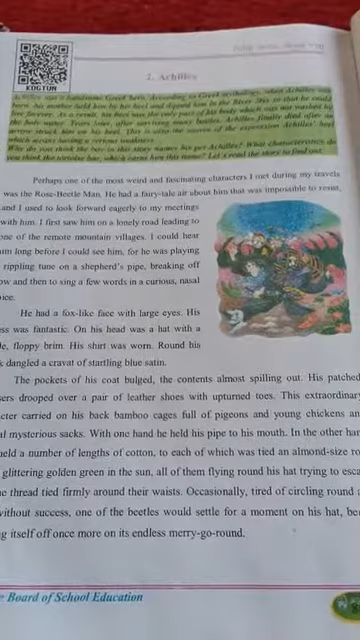 KDGTUN
2. Achilles
Achilles was a handsome Greek hero. According to Greek mythology, when Achilles was
born, his mother held him by his heel and dipped him in the River Styx so that he could
live forever. As a result, his heel was the only part of his body which was not washed by
the holy water. Years later, after surviving many battles, Achilles finally died after an
arrow struck him on his heel. This is also the source of the expression Achilles' heel
which means having a serious weakness.
Why do you think the boy in this story names his pet Achilles? What characteristics do
you think the tortoise has, which earns him this name? Let's read the story to find out.
Perhaps one of the most weird and fascinating characters I met during my travels
was the Rose-Beetle Man. He had a fairy-tale air about him that was impossible to resist,
and I used to look forward eagerly to my meetings
with him. I first saw him on a lonely road leading to
one of the remote mountain villages. I could hear
him long before I could see him, for he was playing
rippling tune on a shepherd's pipe, breaking off
ow and then to sing a few words in a curious, nasal
oice.
He had a fox-like face with large eyes. His
ess was fantastic. On his head was a hat with a
le, floppy brim. His shirt was worn. Round his
k dangled a cravat of startling blue satin.
The pockets of his coat bulged, the contents almost spilling out. His patched
sers drooped over a pair of leather shoes with upturned toes. This extraordinary
cter carried on his back bamboo cages full of pigeons and young chickens an
al mysterious sacks. With one hand he held his pipe to his mouth. In the other han
held a number of lengths of cotton, to each of which was tied an almond-size ro
glittering golden green in the sun, all of them flying round his hat trying to esca
e thread tied firmly around their waists. Occasionally, tired of circling round a
without success, one of the beetles would settle for a moment on his hat, be
g itself off once more on its endless merry-go-round.
Board of School Education